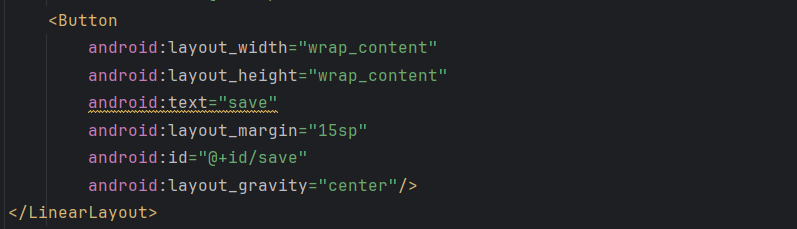 <Button
android:layout_width="wrap_content"
android:layout_height="wrap_content"
android:text="save"
android:layout_margin="15sp"
android:id="@+id/save"
android:layout_gravity="center"/>
</LinearLayout>